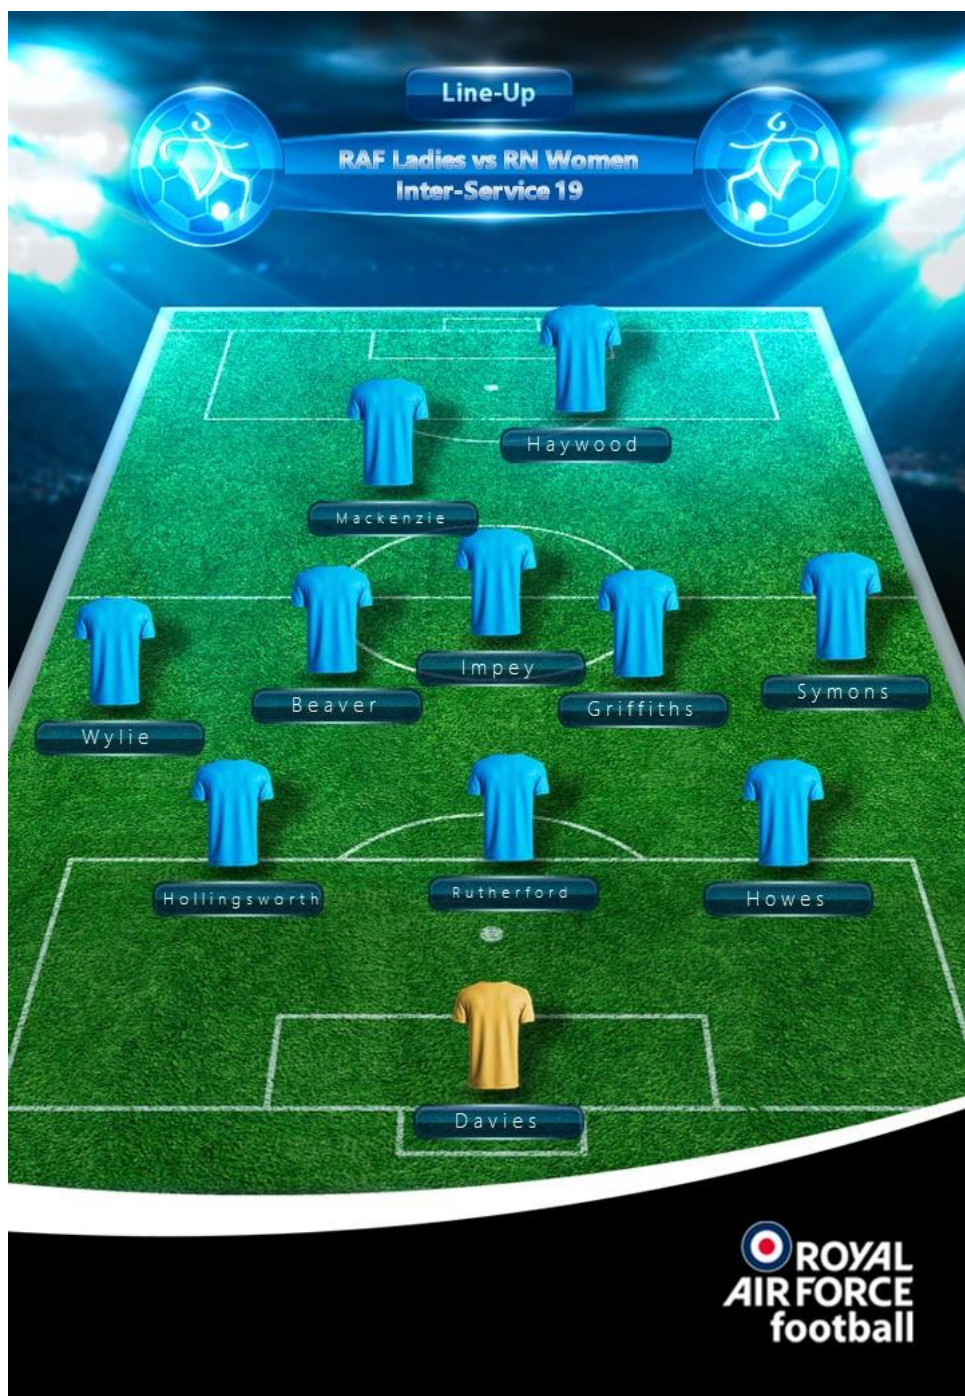 Line-Up
RAF Ladies vs RN Women
Inter-Service 19
Haywood
Mackenzie
Impey
Beaver
Griffiths
Symons
Wylie
Hollingsworth
Rutherford
Howes
Davies
ROYAL
AIR FORCE
football